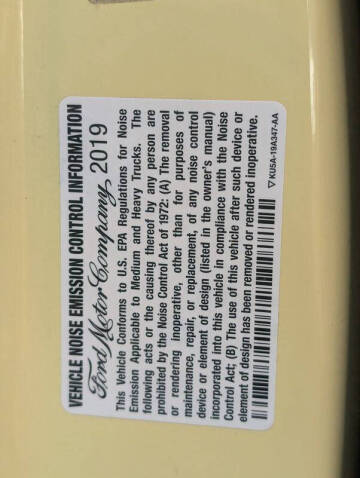 VEHICLE NOISE EMISSION CONTROL INFORMATION
Ford Motor Company 2019
This Vehicle Conforms to U.S. EPA Regulations for Noise
Emission Applicable to Medium and Heavy Trucks. The
following acts or the causing thereof by any person are
prohibited by the Noise Control Act of 1972: (A) The removal
or rendering inoperative, other than for purposes of
maintenance, repair, or replacement, of any noise control
device or element of design (listed in the owner's manual)
incorporated into this vehicle in compliance with the Noise
Control Act; (B) The use of this vehicle after such device or
element of design has been removed or rendered inoperative.
▽ KU5A-19A347-AA